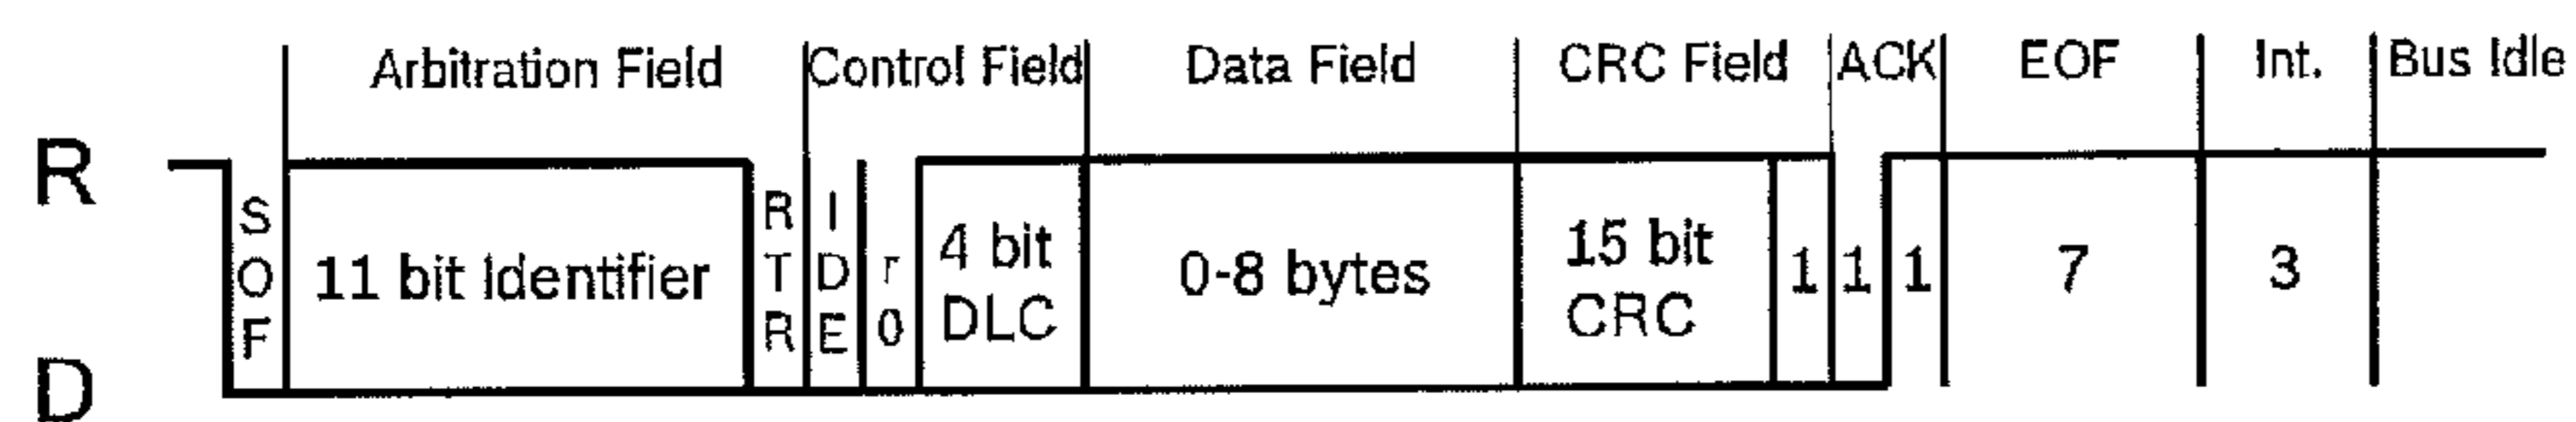 Arbitration Field Control Field Data Field CRC Field ACK EOF Int. Bus Idle
R
D
SOF
11 bit Identifier
RTR
IDE
r0
4 bit
DLC
0-8 bytes
15 bit
CRC
1
1
1
7
3